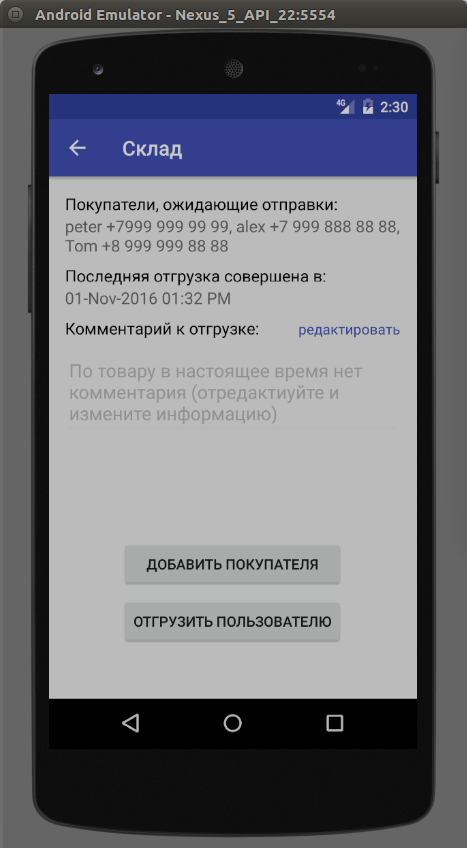 Android Emulator - Nexus_5_API_22:5554
4G 2:30
Склад
Покупатели, ожидающие отправки:
peter +7999 999 99 99, alex +7 999 888 88 88,
Tom +8 999 999 88 88
Последняя отгрузка совершена в:
01-Nov-2016 01:32 PM
Комментарий к отгрузке: редактировать
По товару в настоящее время нет
комментария (отредактиуйте и
измените информацию)
ДОБАВИТЬ ПОКУПАТЕЛЯ
ОТГРУЗИТЬ ПОЛЬЗОВАТЕЛЮ